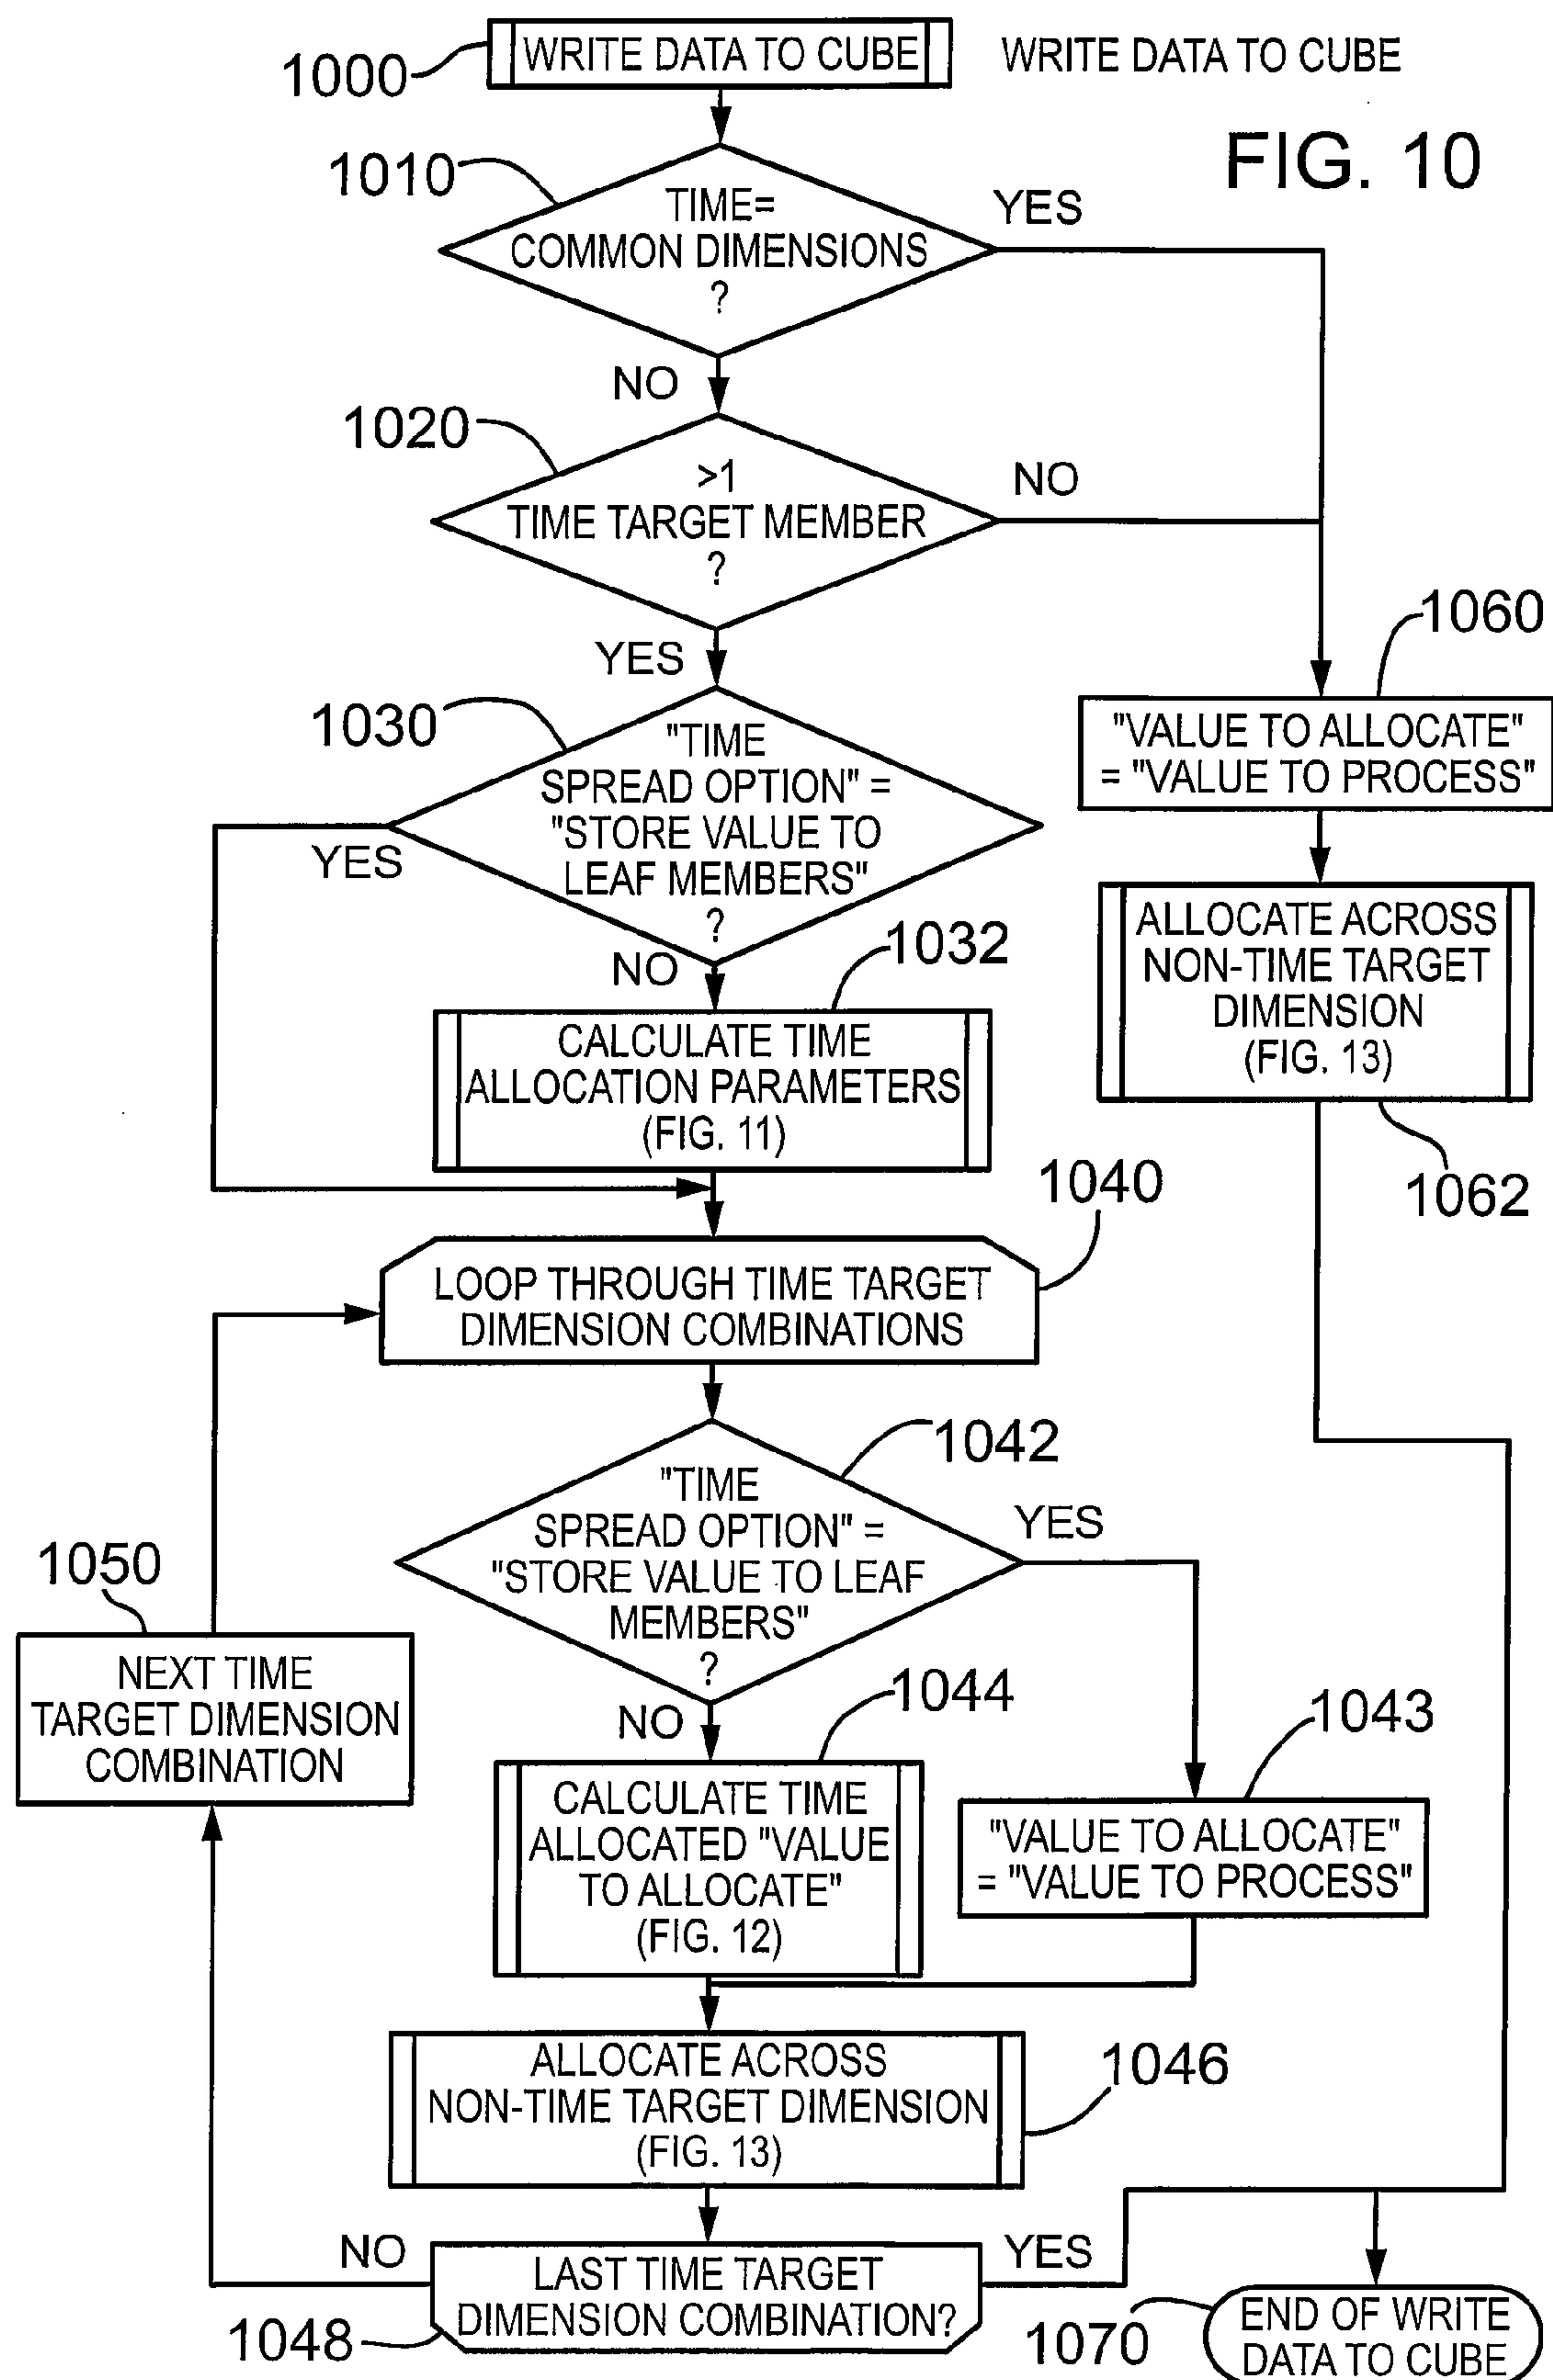 WRITE DATA TO CUBE
WRITE DATA TO CUBE
1000
FIG. 10
1010
TIME=
COMMON DIMENSIONS
?
YES
NO
1020
>1
TIME TARGET MEMBER
?
NO
YES
1060
"VALUE TO ALLOCATE"
= "VALUE TO PROCESS"
1030
"TIME
SPREAD OPTION" =
"STORE VALUE TO
LEAF MEMBERS"
?
YES
NO
1032
ALLOCATE ACROSS
NON-TIME TARGET
DIMENSION
(FIG. 13)
1062
CALCULATE TIME
ALLOCATION PARAMETERS
(FIG. 11)
1040
LOOP THROUGH TIME TARGET
DIMENSION COMBINATIONS
1042
"TIME
SPREAD OPTION" =
"STORE VALUE TO LEAF
MEMBERS"
?
YES
NO
1050
NEXT TIME
TARGET DIMENSION
COMBINATION
1044
1043
CALCULATE TIME
ALLOCATED "VALUE
TO ALLOCATE"
(FIG. 12)
"VALUE TO ALLOCATE"
= "VALUE TO PROCESS"
ALLOCATE ACROSS
NON-TIME TARGET DIMENSION
(FIG. 13)
1046
NO
YES
LAST TIME TARGET
DIMENSION COMBINATION?
1048
1070
END OF WRITE
DATA TO CUBE